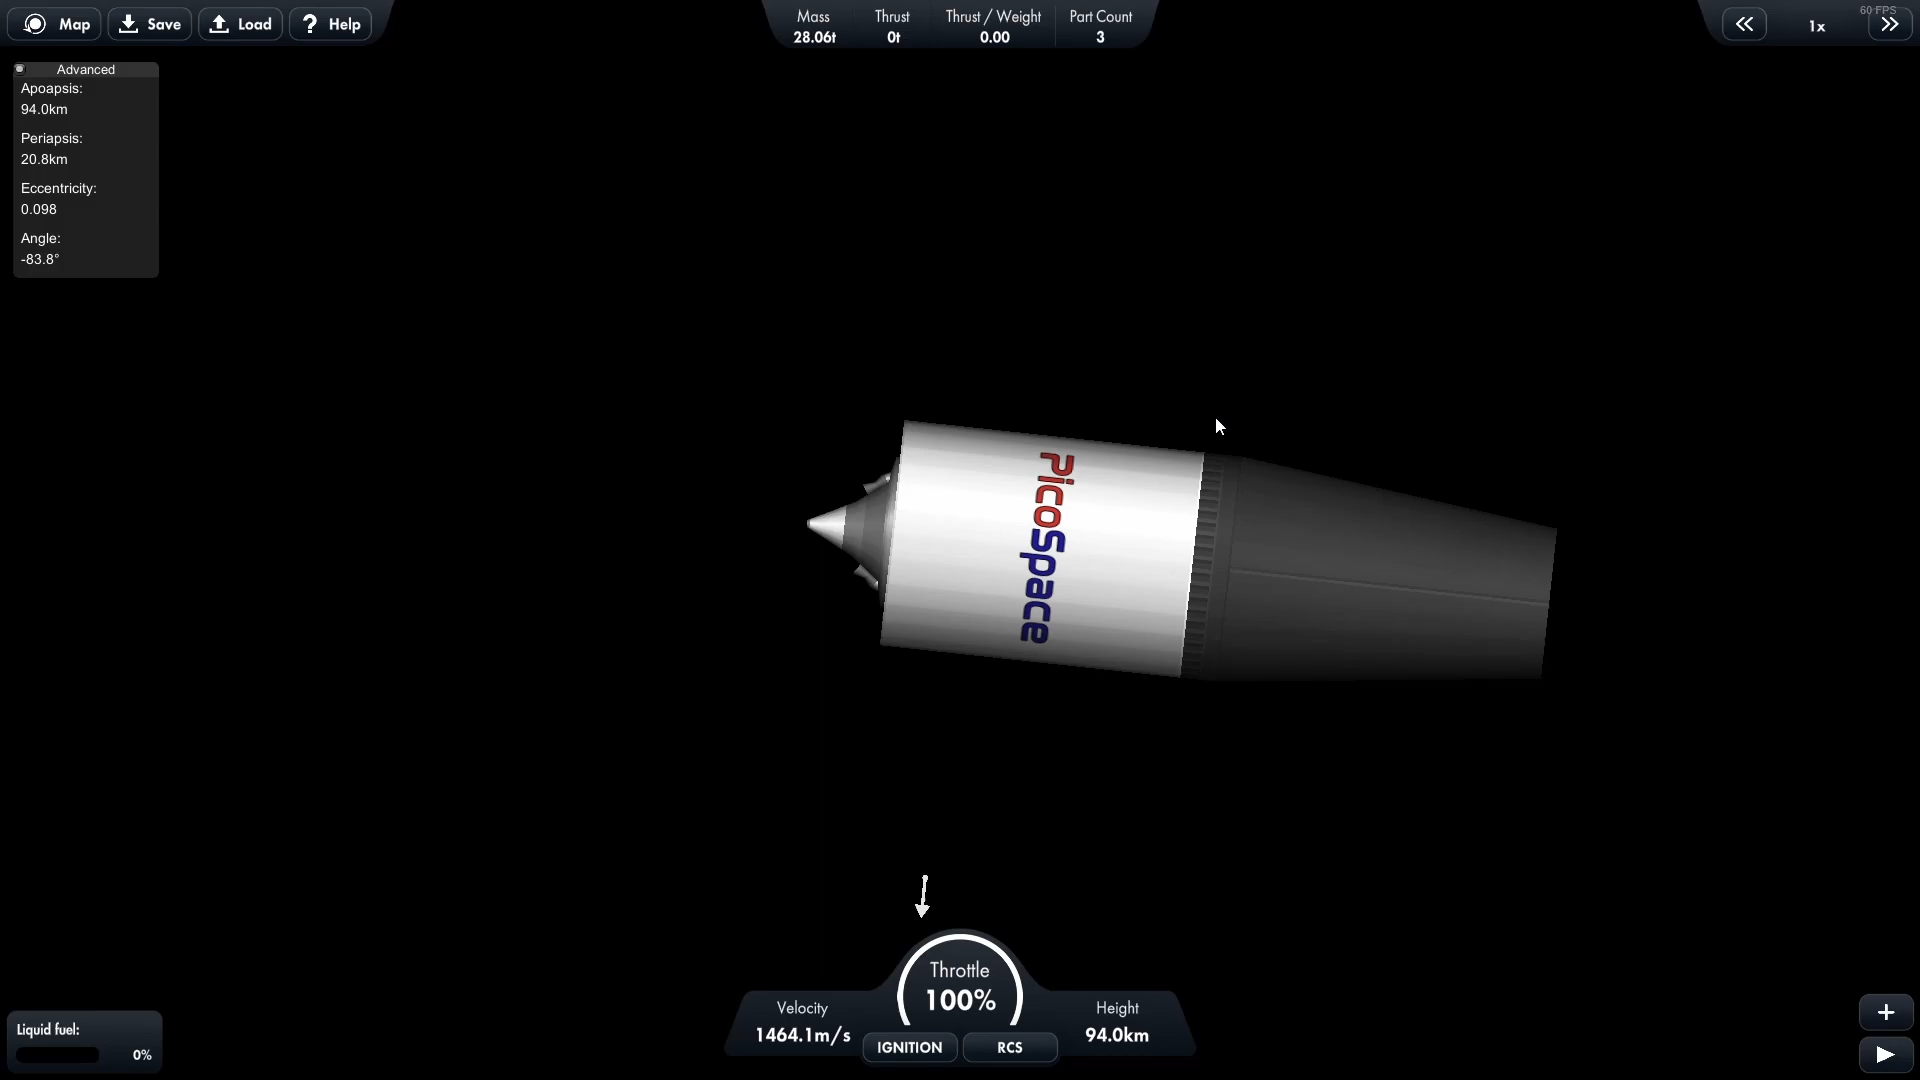 Map
Save
Load
Help
Mass
28.06t
Thrust
0t
Thrust / Weight
0.00
Part Count
3
60 FPS
1x
Advanced
Apoapsis:
94.0km
Periapsis:
20.8km
Eccentricity:
0.098
Angle:
-83.8°
PicoSpace
Throttle
100%
Velocity
1464.1m/s
Height
94.0km
IGNITION
RCS
Liquid fuel:
0%